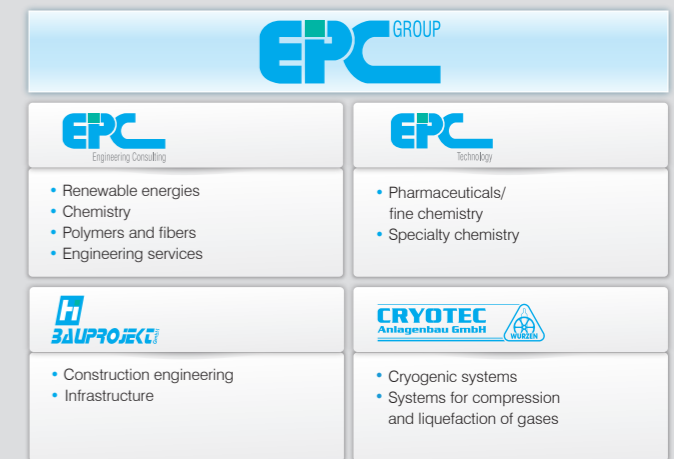 EPC GROUP
EPC
Engineering Consulting
• Renewable energies
• Chemistry
• Polymers and fibers
• Engineering services
EPC
Technology
• Pharmaceuticals/
fine chemistry
• Specialty chemistry
BAUPROJEKT GmbH
• Construction engineering
• Infrastructure
CRYOTEC
Anlagenbau GmbH
WURZEN
• Cryogenic systems
• Systems for compression
and liquefaction of gases